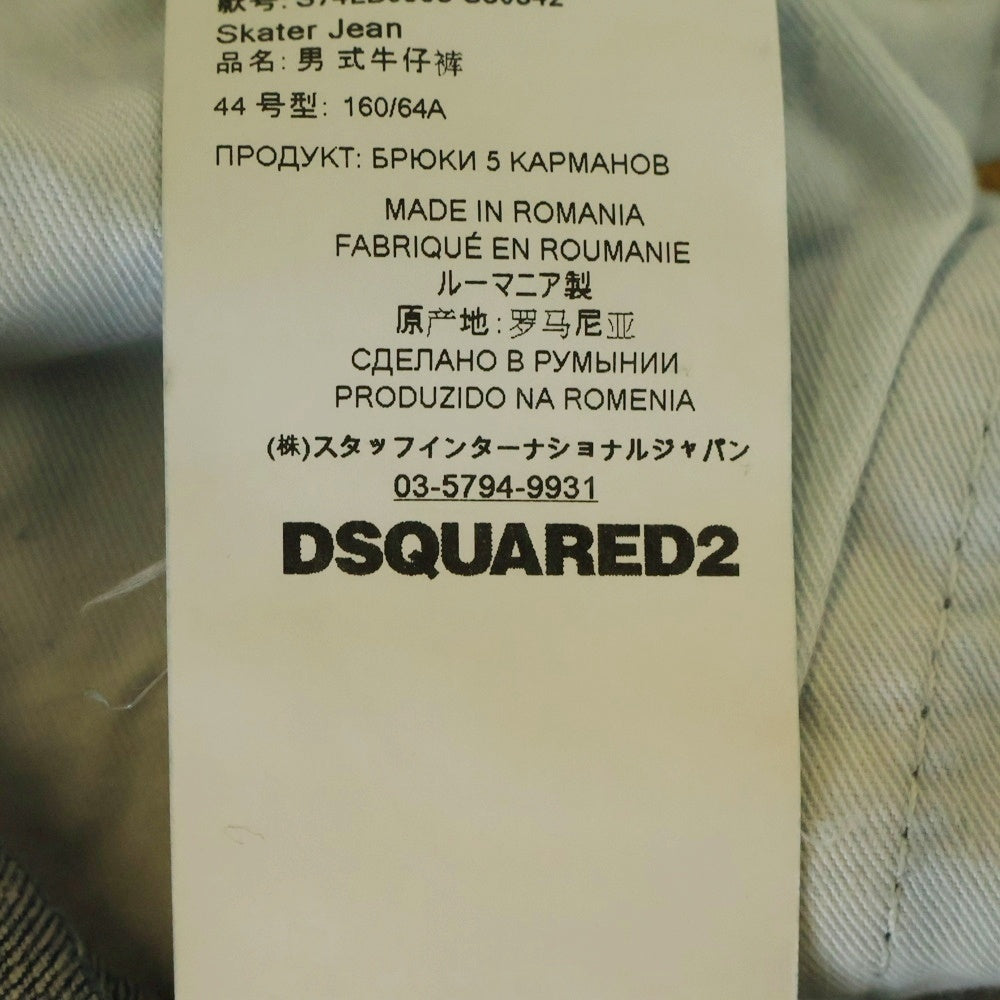 款号:
Skater Jean
品名: 男 式牛仔裤
44 号型: 160/64A
ПРОДУКТ: БРЮКИ 5 КАРМАНОВ
MADE IN ROMANIA
FABRIQUÉ EN ROUMANIE
ルーマニア製
原产地: 罗马尼亚
СДЕЛАНО В РУМЫНИИ
PRODUZIDO NA ROMENIA
(株)スタッフインターナショナルジャパン
03-5794-9931
DSQUARED2